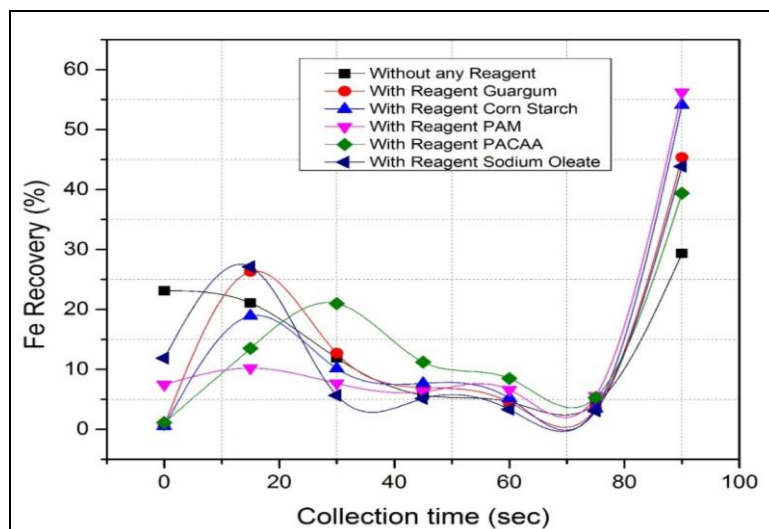 60
50
40
30
20
10
0
Fe Recovery (%)
Without any Reagent
With Reagent Guargum
With Reagent Corn Starch
With Reagent PAM
With Reagent PACAA
With Reagent Sodium Oleate
0 20 40 60 80 100
Collection time (sec)